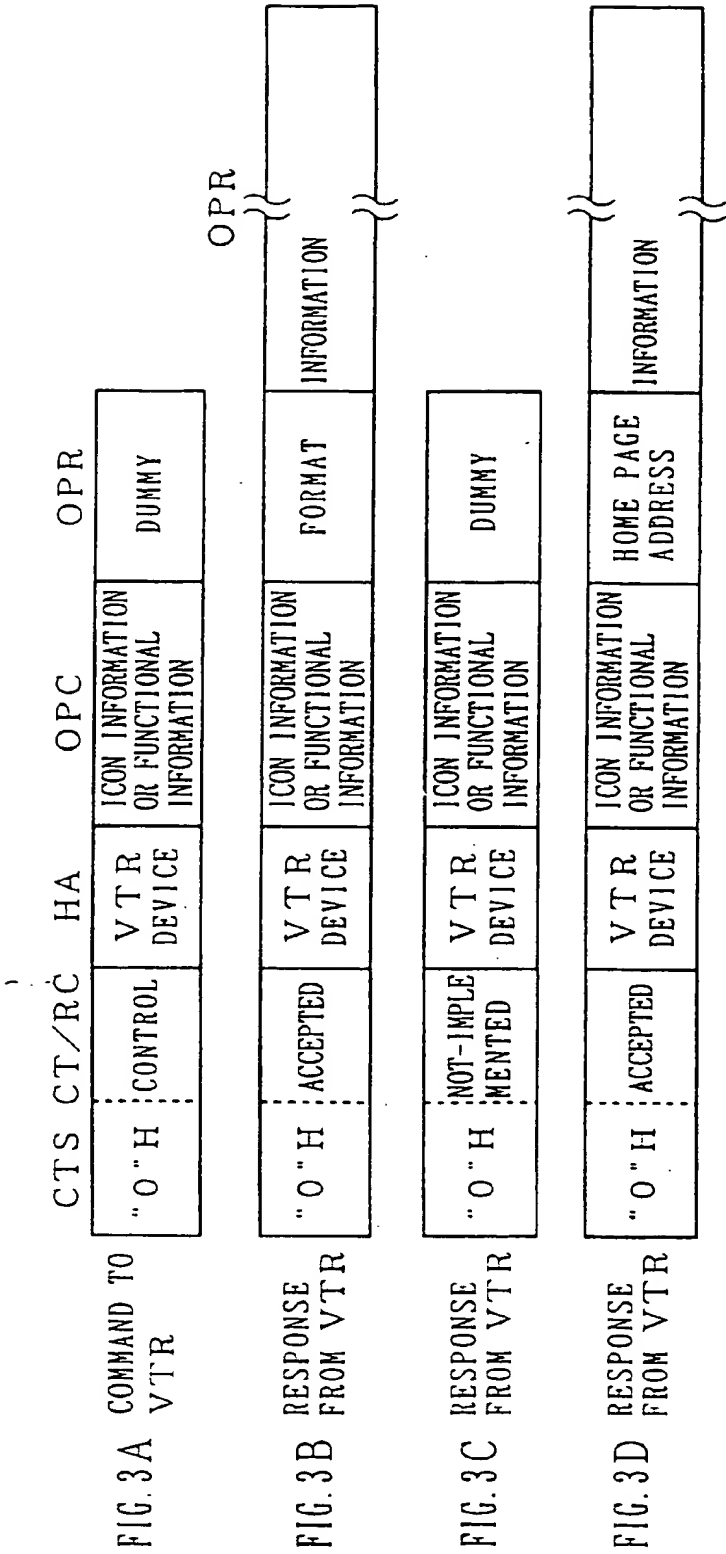 CTS CT/RC HA OPC OPR
FIG.3A COMMAND TO VTR
"0"H CONTROL
VTR DEVICE
ICON INFORMATION OR FUNCTIONAL INFORMATION
DUMMY
OPR
FIG.3B RESPONSE FROM VTR
"0"H ACCEPTED
VTR DEVICE
ICON INFORMATION OR FUNCTIONAL INFORMATION
FORMAT
INFORMATION
FIG.3C RESPONSE FROM VTR
"0"H NOT-IMPLE MENTED
VTR DEVICE
ICON INFORMATION OR FUNCTIONAL INFORMATION
DUMMY
FIG.3D RESPONSE FROM VTR
"0"H ACCEPTED
VTR DEVICE
ICON INFORMATION OR FUNCTIONAL INFORMATION
HOME PAGE ADDRESS
INFORMATION